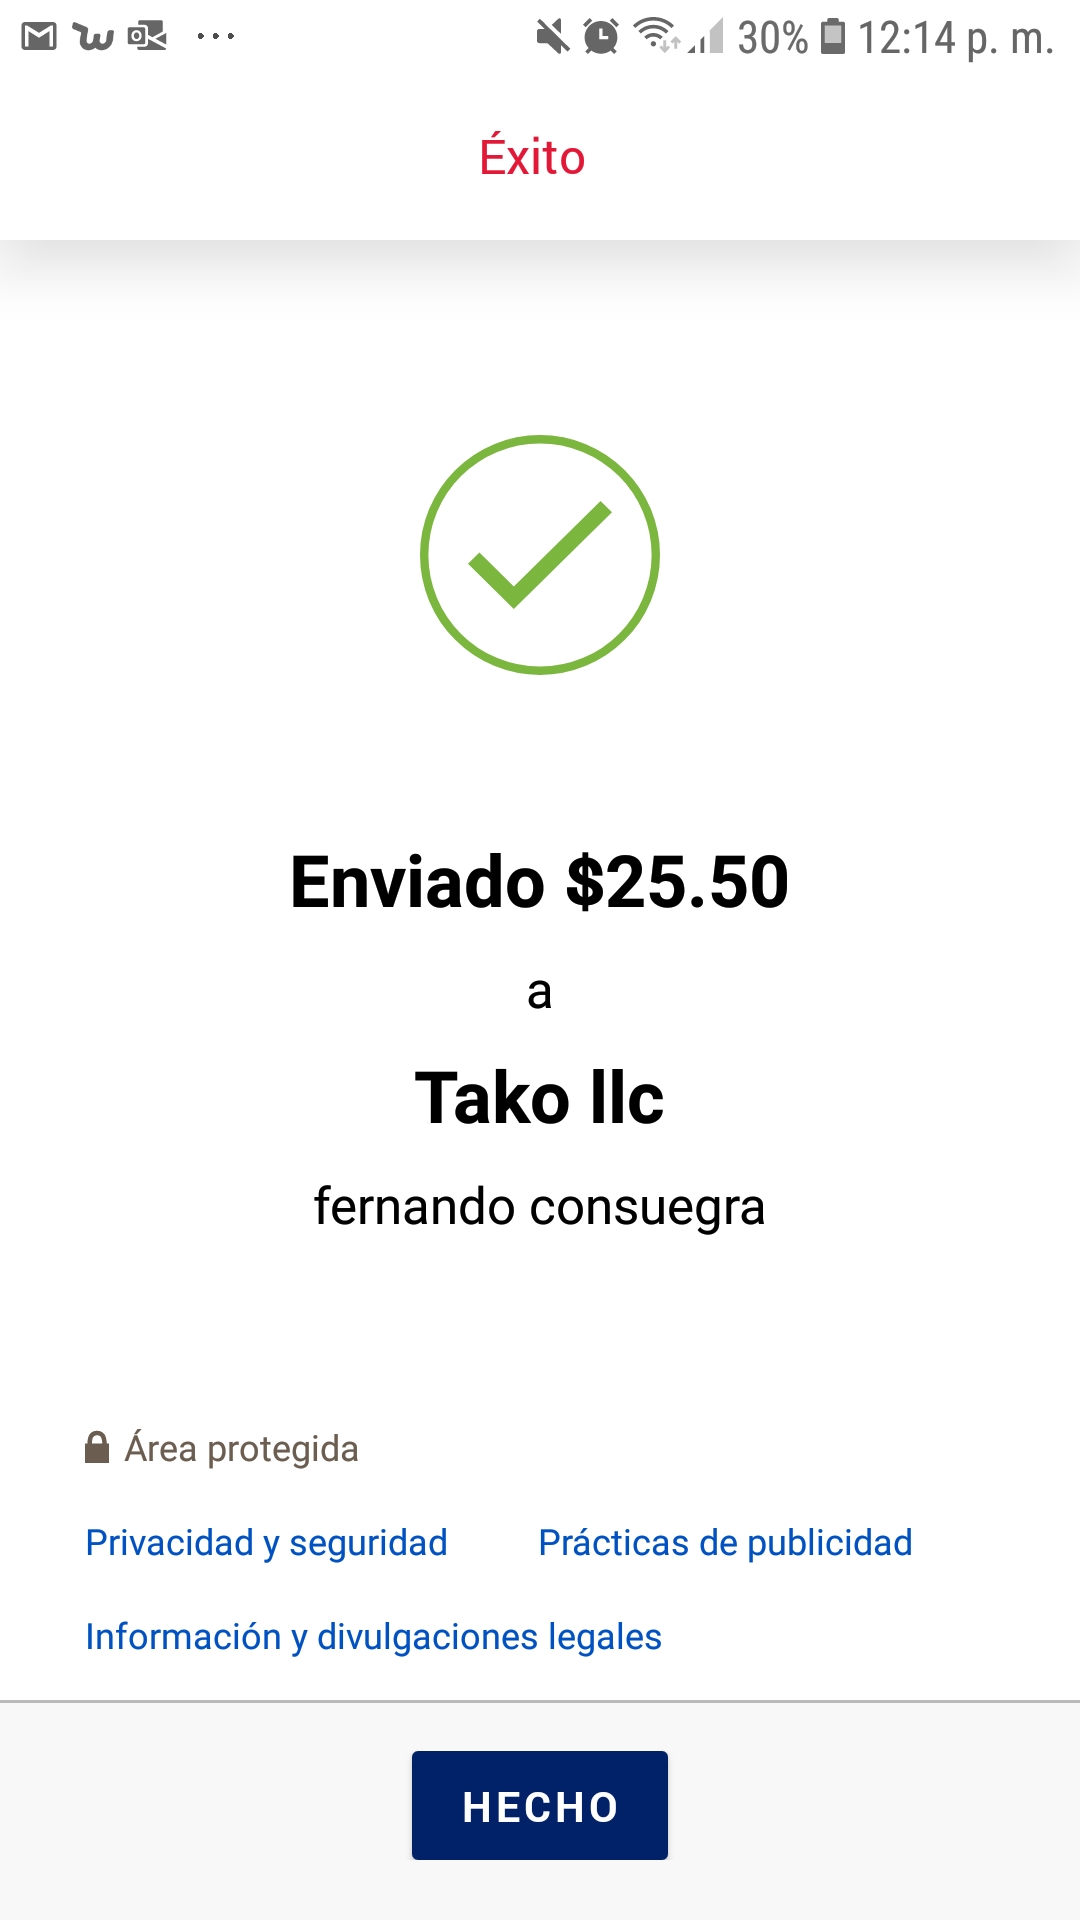 30% 12:14 p. m.
Éxito
Enviado $25.50
a
Tako llc
fernando consuegra
Área protegida
Privacidad y seguridad Prácticas de publicidad
Información y divulgaciones legales
HECHO